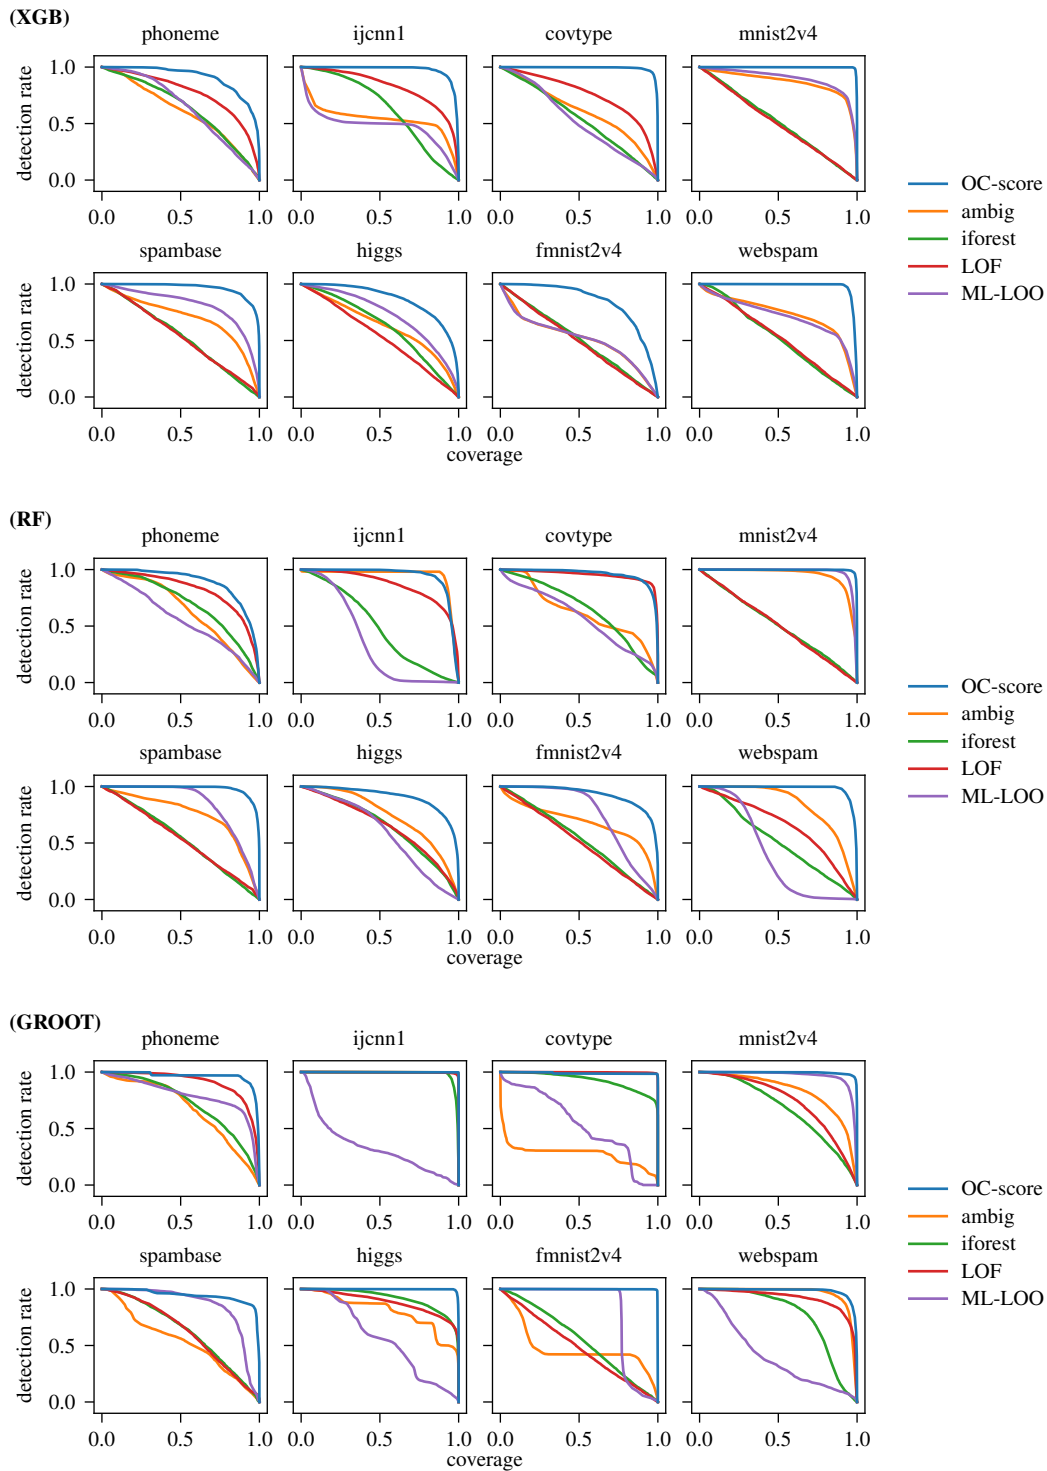 (XGB)
phoneme ijcnn1 covtype mnist2v4
detection rate
1.0
0.5
0.0
0.0 0.5 1.0 0.0 0.5 1.0 0.0 0.5 1.0 0.0 0.5 1.0
spambase higgs fmnist2v4 webspam
detection rate
1.0
0.5
0.0
0.0 0.5 1.0 0.0 0.5 1.0 0.0 0.5 1.0 0.0 0.5 1.0
coverage
OC-score
ambig
iforest
LOF
ML-LOO
(RF)
phoneme ijcnn1 covtype mnist2v4
detection rate
1.0
0.5
0.0
0.0 0.5 1.0 0.0 0.5 1.0 0.0 0.5 1.0 0.0 0.5 1.0
spambase higgs fmnist2v4 webspam
detection rate
1.0
0.5
0.0
0.0 0.5 1.0 0.0 0.5 1.0 0.0 0.5 1.0 0.0 0.5 1.0
coverage
OC-score
ambig
iforest
LOF
ML-LOO
(GROOT)
phoneme ijcnn1 covtype mnist2v4
detection rate
1.0
0.5
0.0
0.0 0.5 1.0 0.0 0.5 1.0 0.0 0.5 1.0 0.0 0.5 1.0
spambase higgs fmnist2v4 webspam
detection rate
1.0
0.5
0.0
0.0 0.5 1.0 0.0 0.5 1.0 0.0 0.5 1.0 0.0 0.5 1.0
coverage
OC-score
ambig
iforest
LOF
ML-LOO